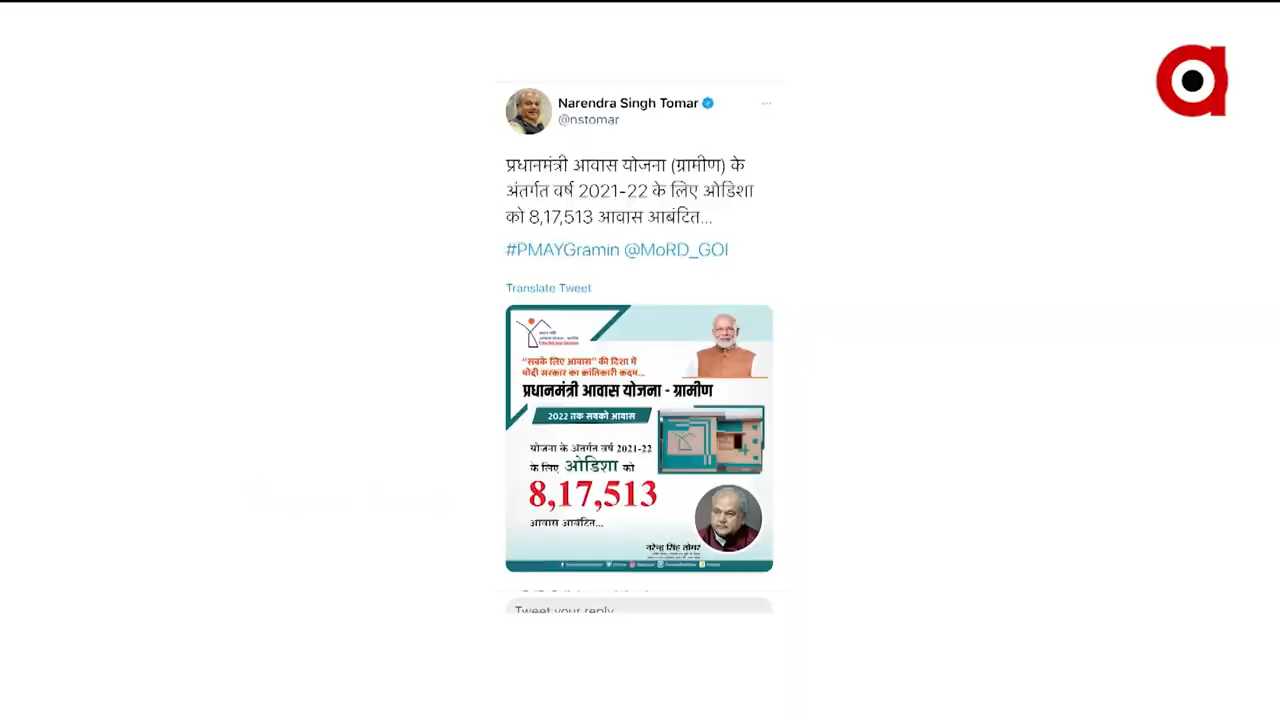 Narendra Singh Tomar
@nstomar
प्रधानमंत्री आवास योजना (ग्रामीण) के
अंतर्गत वर्ष 2021-22 के लिए ओडिशा
को 8,17,513 आवास आबंटित...
#PMAYGramin @MoRD_GOI
Translate Tweet
"सबके लिए आवास" की दिशा में
मोदी सरकार का क्रांतिकारी कदम...
प्रधानमंत्री आवास योजना - ग्रामीण
2022 तक सबको आवास
योजना के अंतर्गत वर्ष 2021-22
के लिए ओडिशा को
8,17,513
आवास आबंटित...
नरेन्द्र सिंह तोमर
Tweet your reply